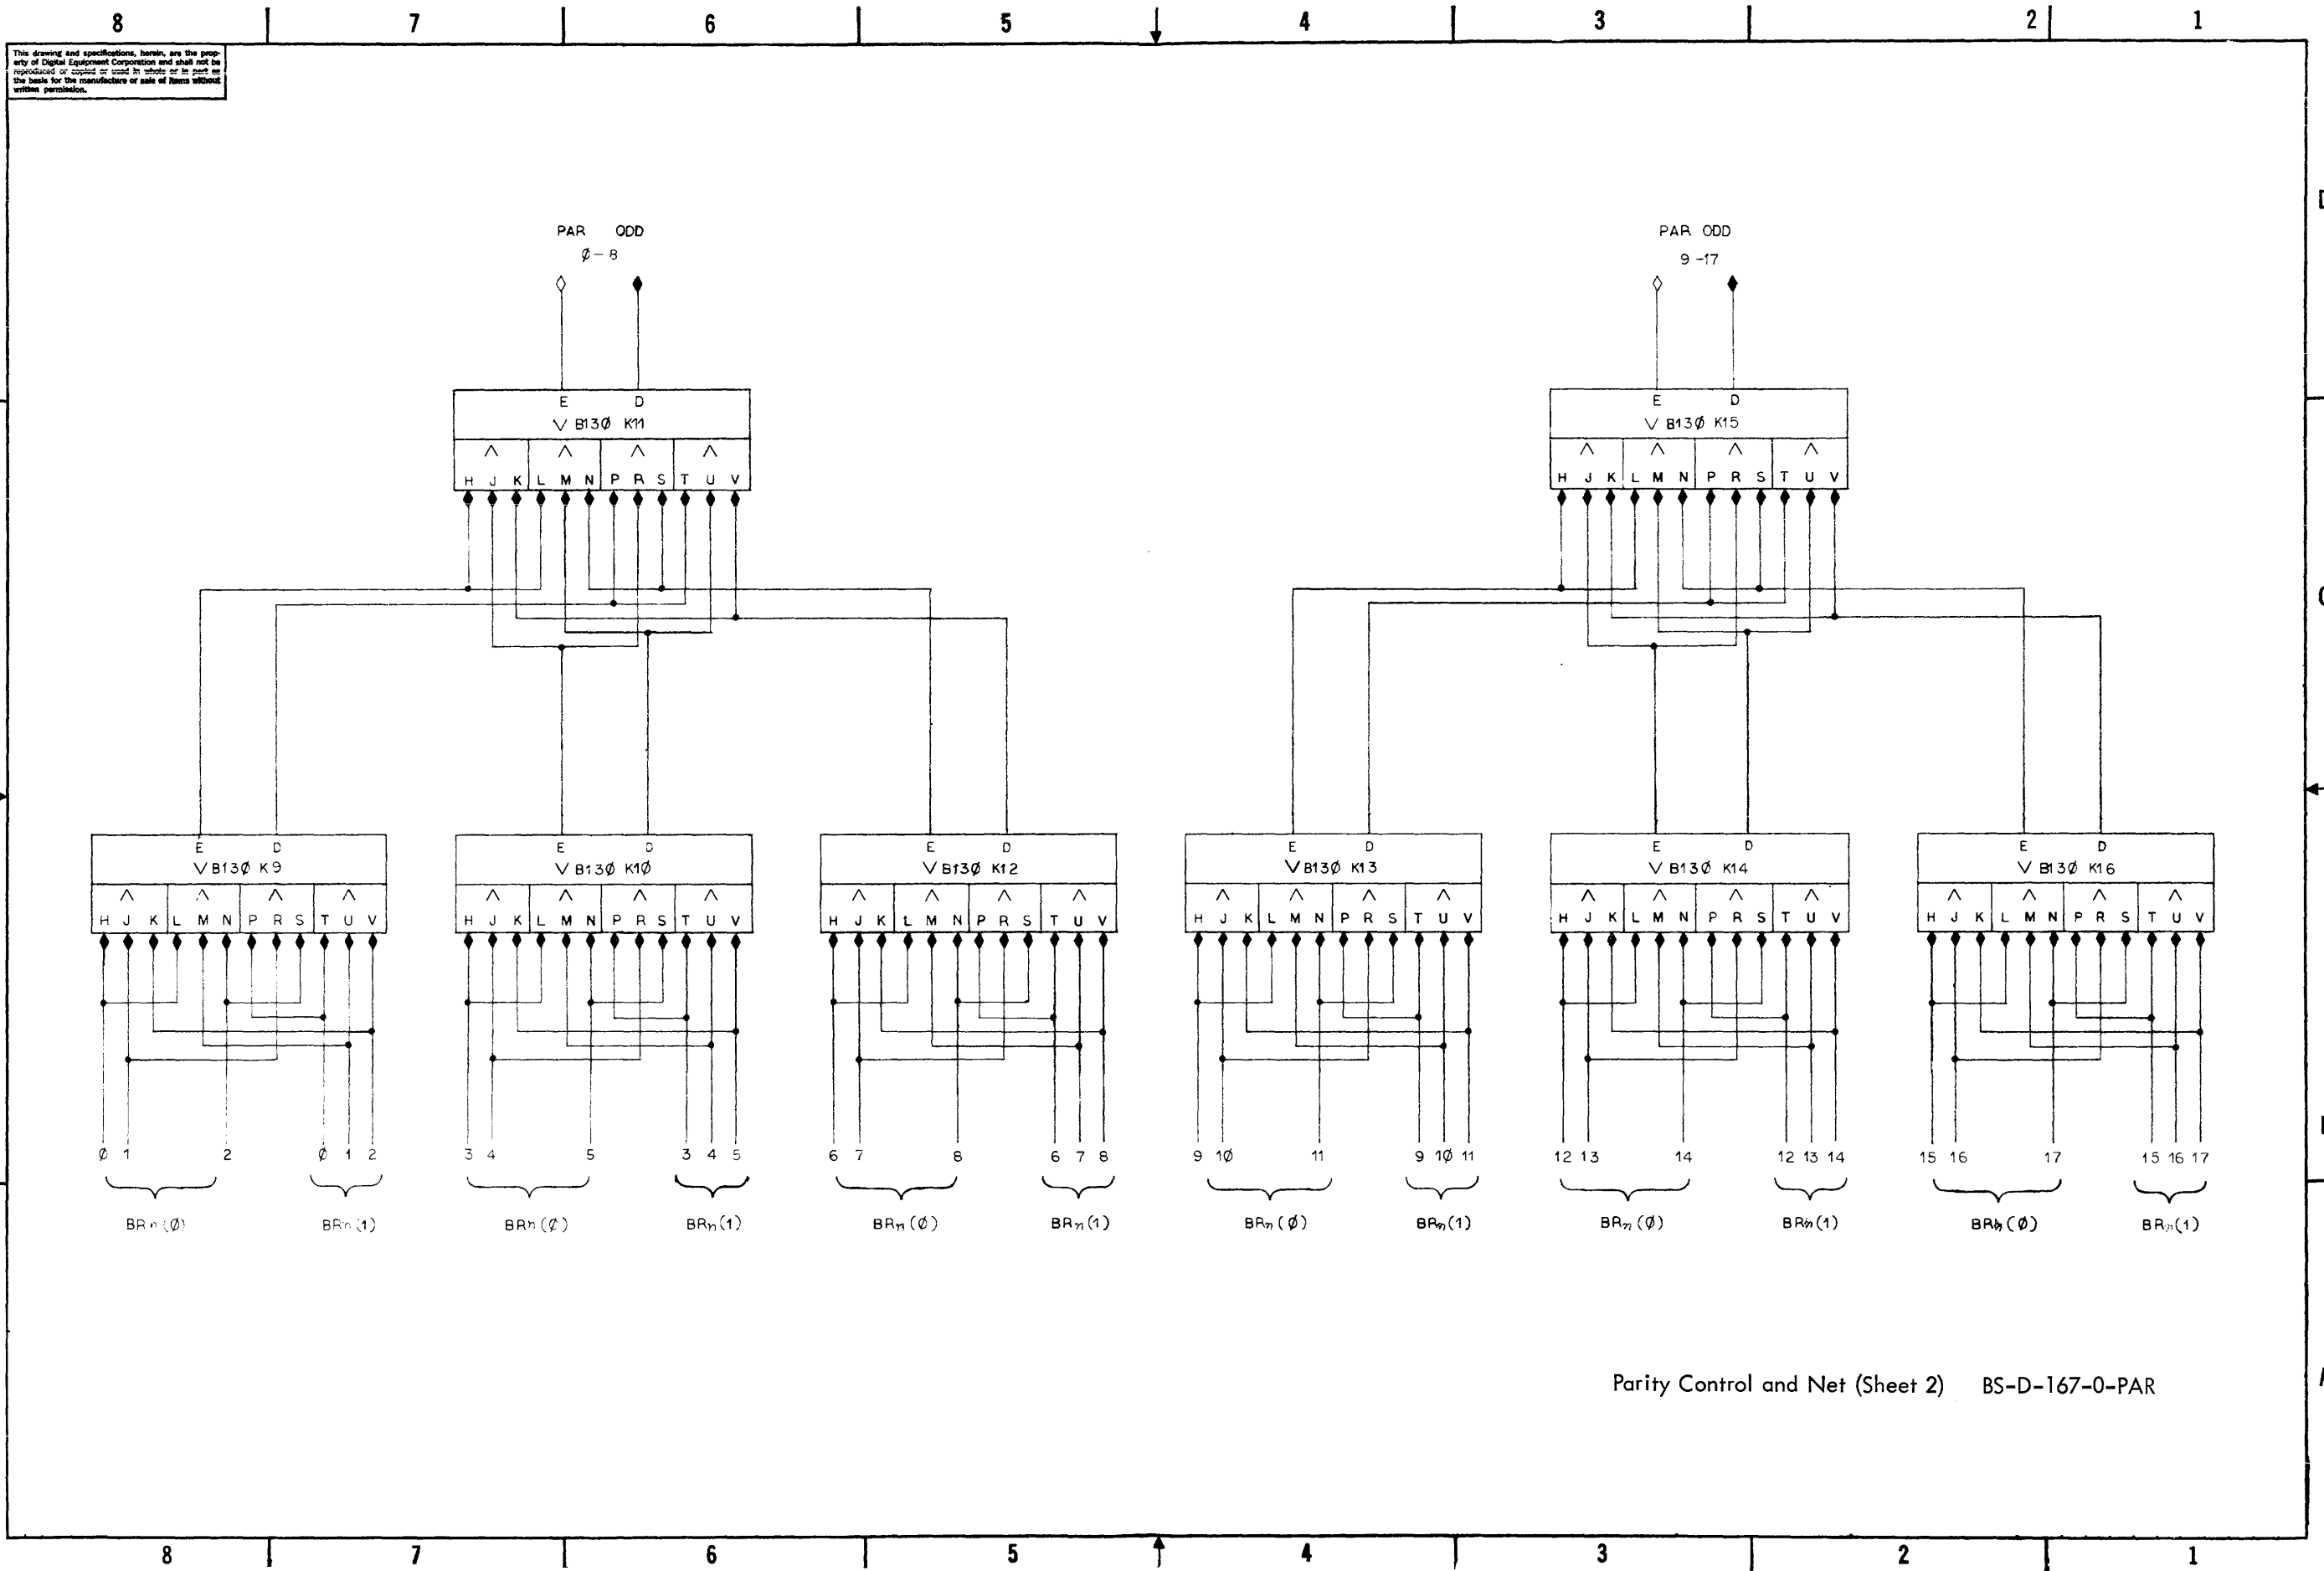 8 7 6 5 4 3 2 1
This drawing and specifications, herein, are the prop-
erty of Digital Equipment Corporation and shall not be
reproduced or copied or used in whole or in part as
the basis for the manufacture or sale of items without
written permission.
PAR ODD
Ø-8
PAR ODD
9-17
E D
V B13Ø K11
Λ Λ Λ Λ
H J K L M N P R S T U V
E D
V B13Ø K15
Λ Λ Λ Λ
H J K L M N P R S T U V
E D
V B13Ø K9
Λ Λ Λ Λ
H J K L M N P R S T U V
E D
V B13Ø K1Ø
Λ Λ Λ Λ
H J K L M N P R S T U V
E D
V B13Ø K12
Λ Λ Λ Λ
H J K L M N P R S T U V
E D
V B13Ø K13
Λ Λ Λ Λ
H J K L M N P R S T U V
E D
V B13Ø K14
Λ Λ Λ Λ
H J K L M N P R S T U V
E D
V B13Ø K16
Λ Λ Λ Λ
H J K L M N P R S T U V
Ø 1 2 Ø 1 2
3 4 5 3 4 5
6 7 8 6 7 8
9 1Ø 11 9 1Ø 11
12 13 14 12 13 14
15 16 17 15 16 17
BRn(Ø) BRn(1)
BRn(Ø) BRn(1)
BRn(Ø) BRn(1)
BRn(Ø) BRn(1)
BRn(Ø) BRn(1)
BRn(Ø) BRn(1)
Parity Control and Net (Sheet 2) BS-D-167-0-PAR
8 7 6 5 4 3 2 1